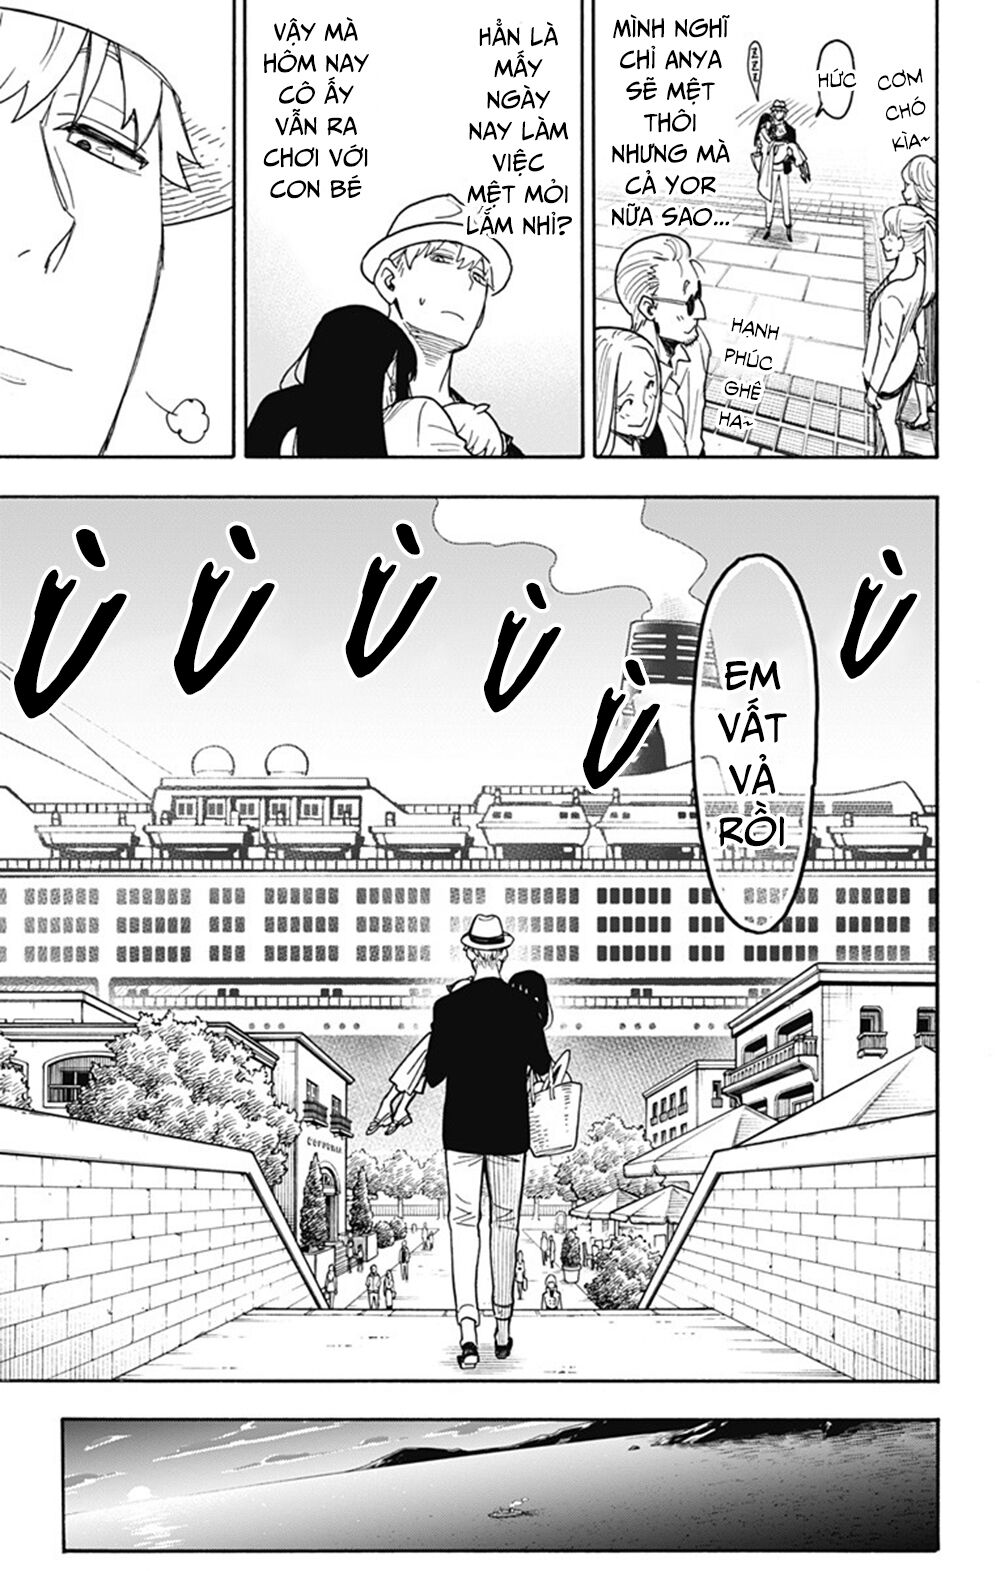 MÌNH NGHĨ
CHỈ ANYA
SẼ MỆT
THÔI
NHƯNG MÀ
CẢ YOR
NỮA SAO...
ZZZ
HỨC
CƠM
CHÓ
KÌA~
HẠNH
PHÚC
GHÊ
HA~
HẲN LÀ
MẤY
NGÀY
NAY LÀM
VIỆC
MỆT MỎI
LẮM NHỈ?
VẬY MÀ
HÔM NAY
CÔ ẤY
VẪN RA
CHƠI VỚI
CON BÉ
EM
VẤT
VẢ
RỒI
Ù Ù Ù Ù Ù Ù